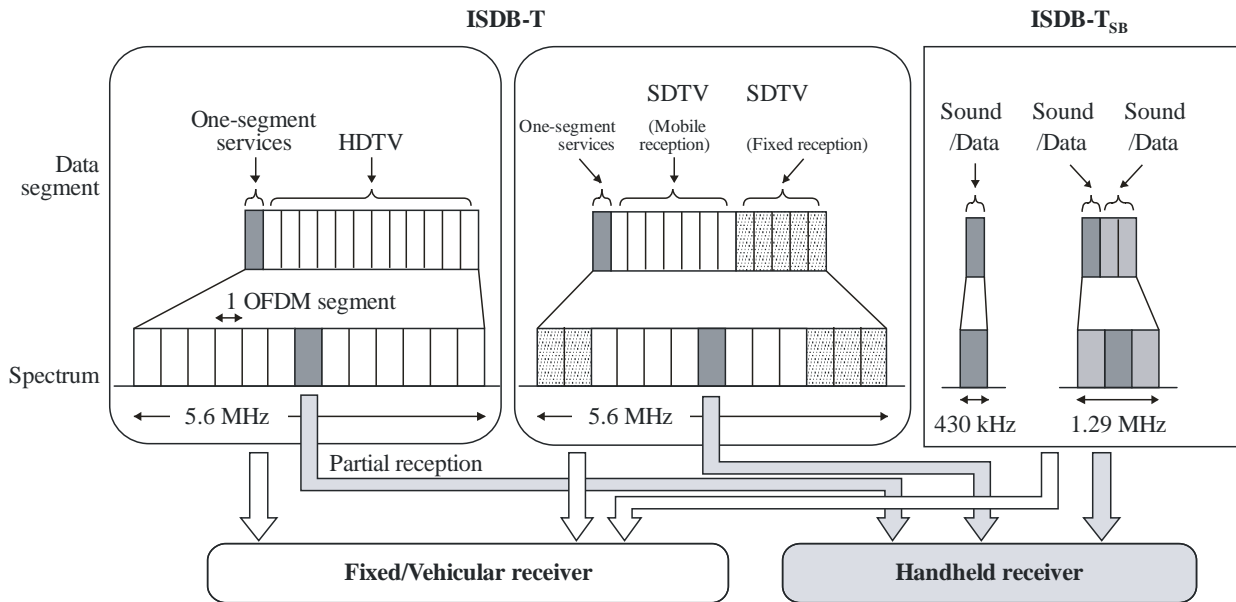 ISDB-T
ISDB-T_SB
One-segment
services
HDTV
Data
segment
1 OFDM segment
Spectrum
5.6 MHz
SDTV
SDTV
One-segment
services
(Mobile
reception)
(Fixed reception)
5.6 MHz
Sound
/Data
Sound
/Data
Sound
/Data
430 kHz
1.29 MHz
Partial reception
Fixed/Vehicular receiver
Handheld receiver